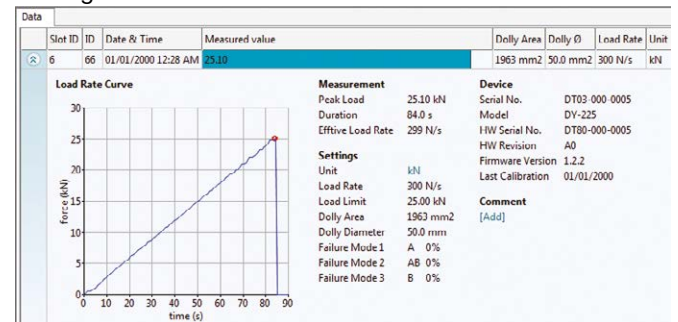 Data
Slot ID ID Date & Time Measured value Dolly Area Dolly Ø Load Rate Unit
6 66 01/01/2000 12:28 AM 25.10 1963 mm2 50.0 mm2 300 N/s kN
Load Rate Curve
30
25
20
15
10
5
0
force (kN)
0 10 20 30 40 50 60 70 80 90
time (s)
Measurement
Peak Load 25.10 kN
Duration 84.0 s
Efftive Load Rate 299 N/s
Settings
Unit kN
Load Rate 300 N/s
Load Limit 25.00 kN
Dolly Area 1963 mm2
Dolly Diameter 50.0 mm
Failure Mode 1 A 0%
Failure Mode 2 AB 0%
Failure Mode 3 B 0%
Device
Serial No. DT03-000-0005
Model DY-225
HW Serial No. DT80-000-0005
HW Revision A0
Firmware Version 1.2.2
Last Calibration 01/01/2000
Comment
[Add]